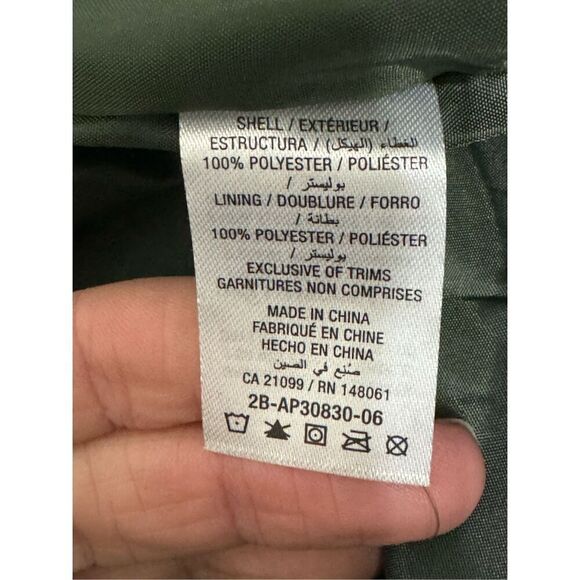 SHELL / EXTÉRIEUR /
ESTRUCTURA / الغطاء (الهيكل) /
100% POLYESTER / POLIÉSTER
/ بوليستر
LINING / DOUBLURE / FORRO
/ بطانة
100% POLYESTER / POLIÉSTER
/ بوليستر
EXCLUSIVE OF TRIMS
GARNITURES NON COMPRISES
MADE IN CHINA
FABRIQUÉ EN CHINE
HECHO EN CHINA
صُنع في الصين
CA 21099 / RN 148061
2B-AP30830-06